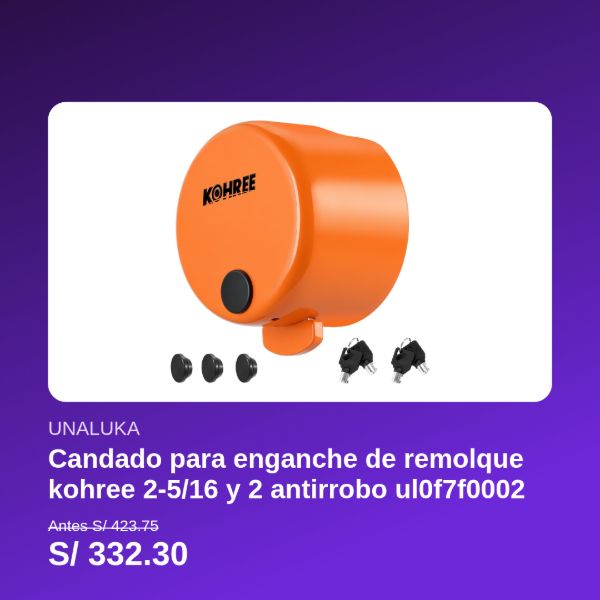 KOHREE
UNALUKA
Candado para enganche de remolque
kohree 2-5/16 y 2 antirrobo ul0f7f0002
Antes S/ 423.75
S/ 332.30